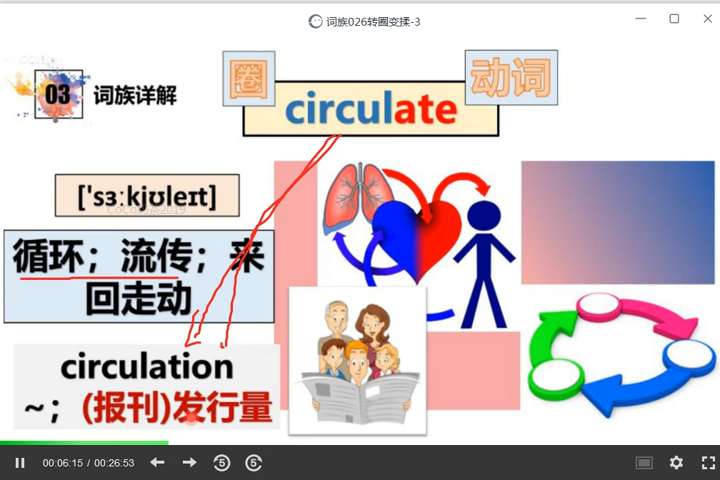 词族026转圈变揉-3
03
词族详解
圈
动词
circulate
['sɜːkjʊleɪt]
循环；流传；来
回走动
circulation
~；(报刊)发行量
00:06:15 / 00:26:53
5
5